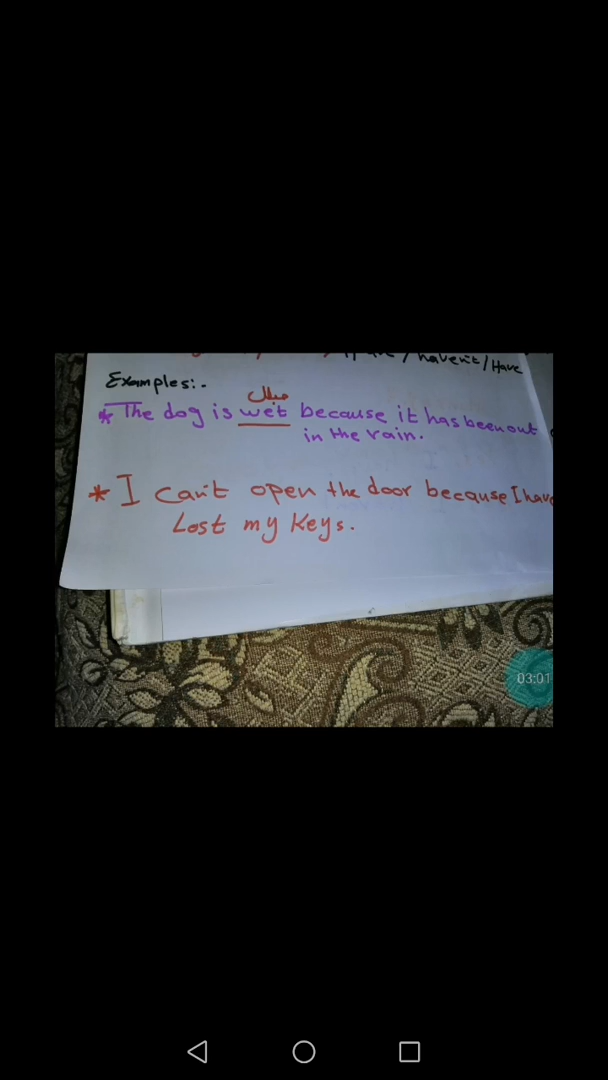 / haven't / Have
Examples:-
مبلل
* The dog is wet because it has been out
in the rain.
* I can't open the door because I have
Lost my keys.
03:01